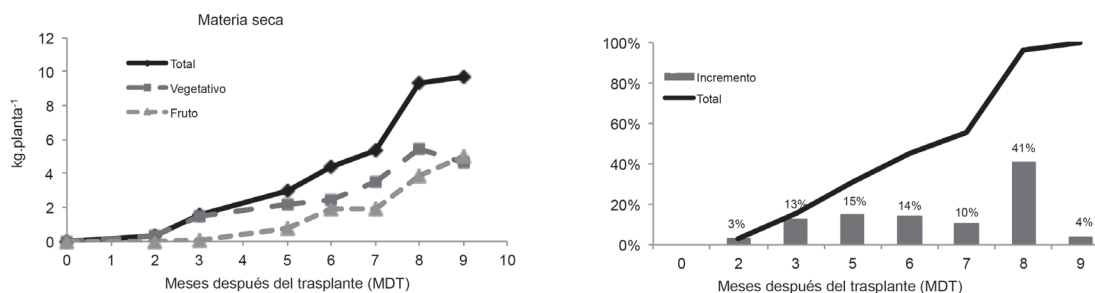 Materia seca
12
10
8
6
4
2
0
kg.planta-1
Total
Vegetativo
Fruto
0 1 2 3 4 5 6 7 8 9 10
Meses después del trasplante (MDT)
100%
80%
60%
40%
20%
0%
Incremento
Total
3%
13%
15%
14%
10%
41%
4%
0 2 3 5 6 7 8 9
Meses después del trasplante (MDT)